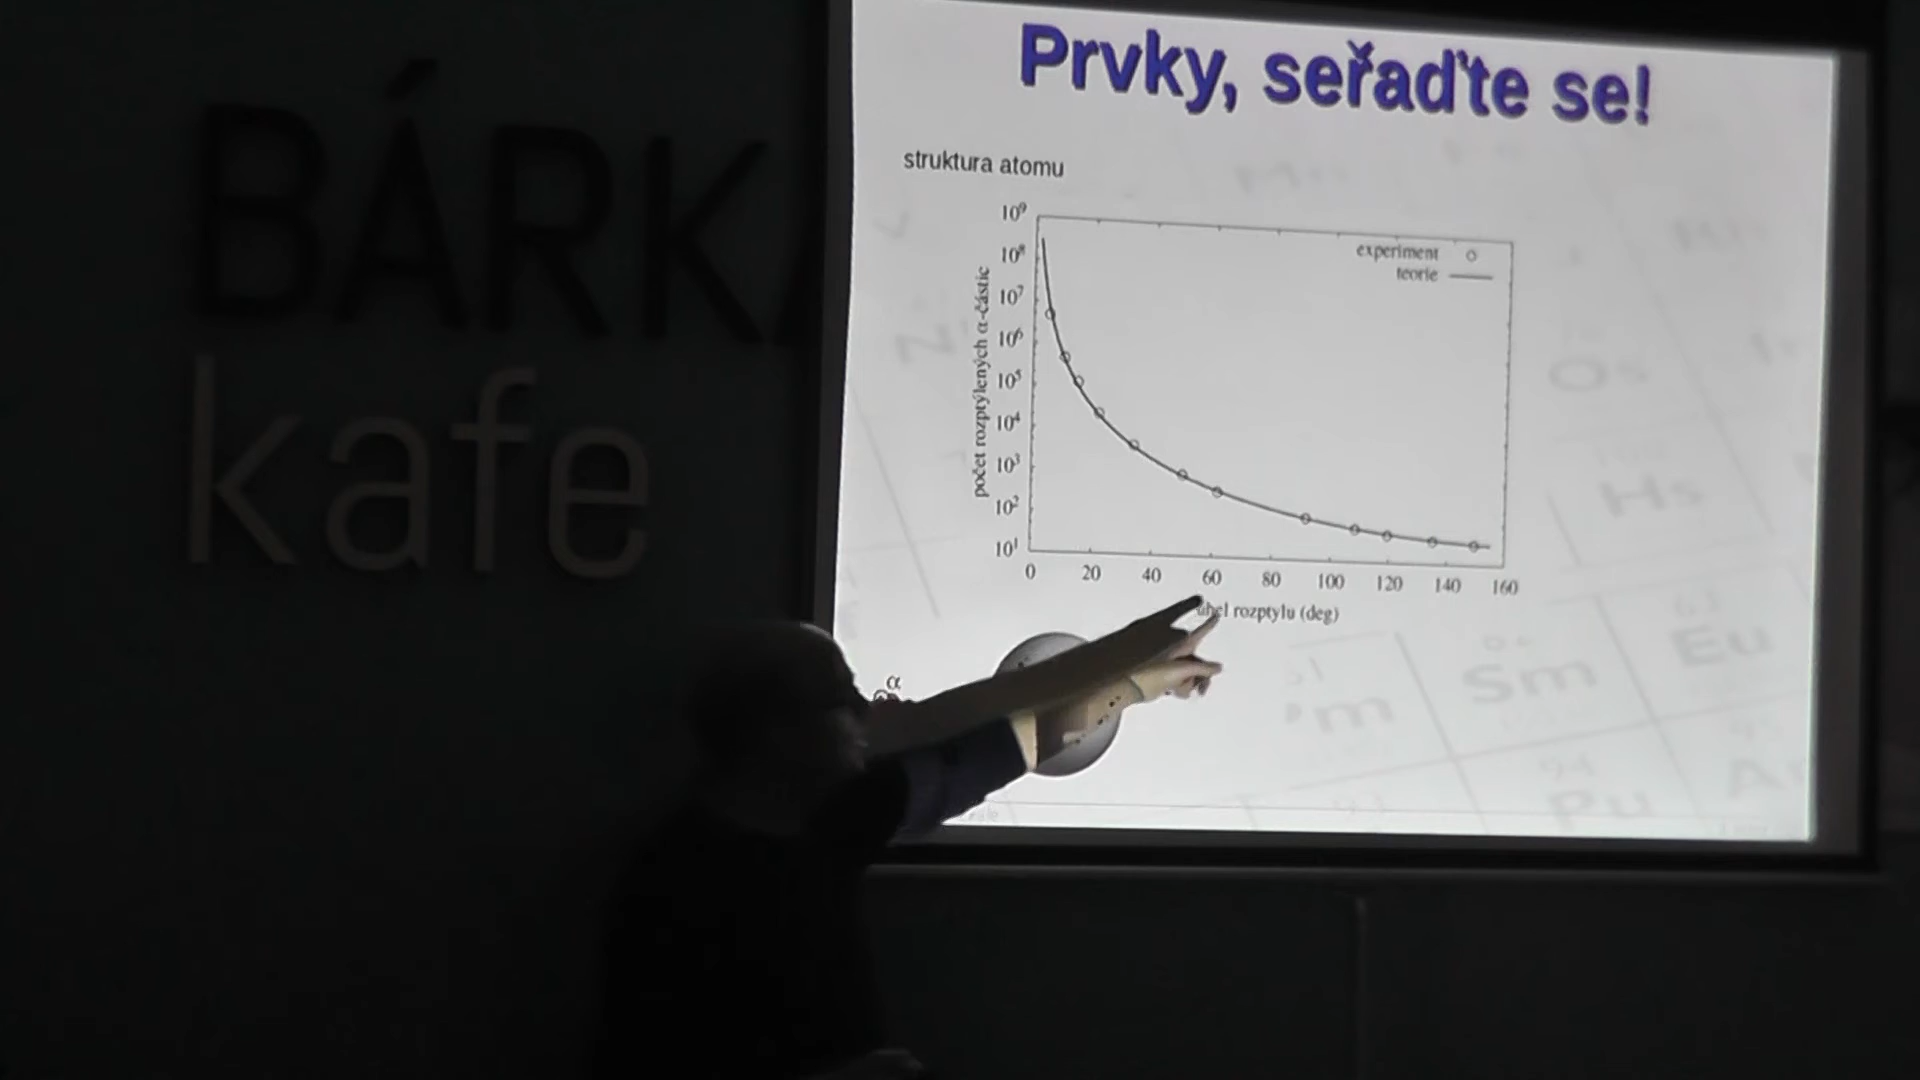 BÁRKA
kafe
Prvky, seřaďte se!
struktura atomu
počet rozptýlených α-částic
10⁹
10⁸
10⁷
10⁶
10⁵
10⁴
10³
10²
10¹
experiment
teorie
0 20 40 60 80 100 120 140 160
úhel rozptylu (deg)
α
Os
Hs
Eu
Sm
Pu